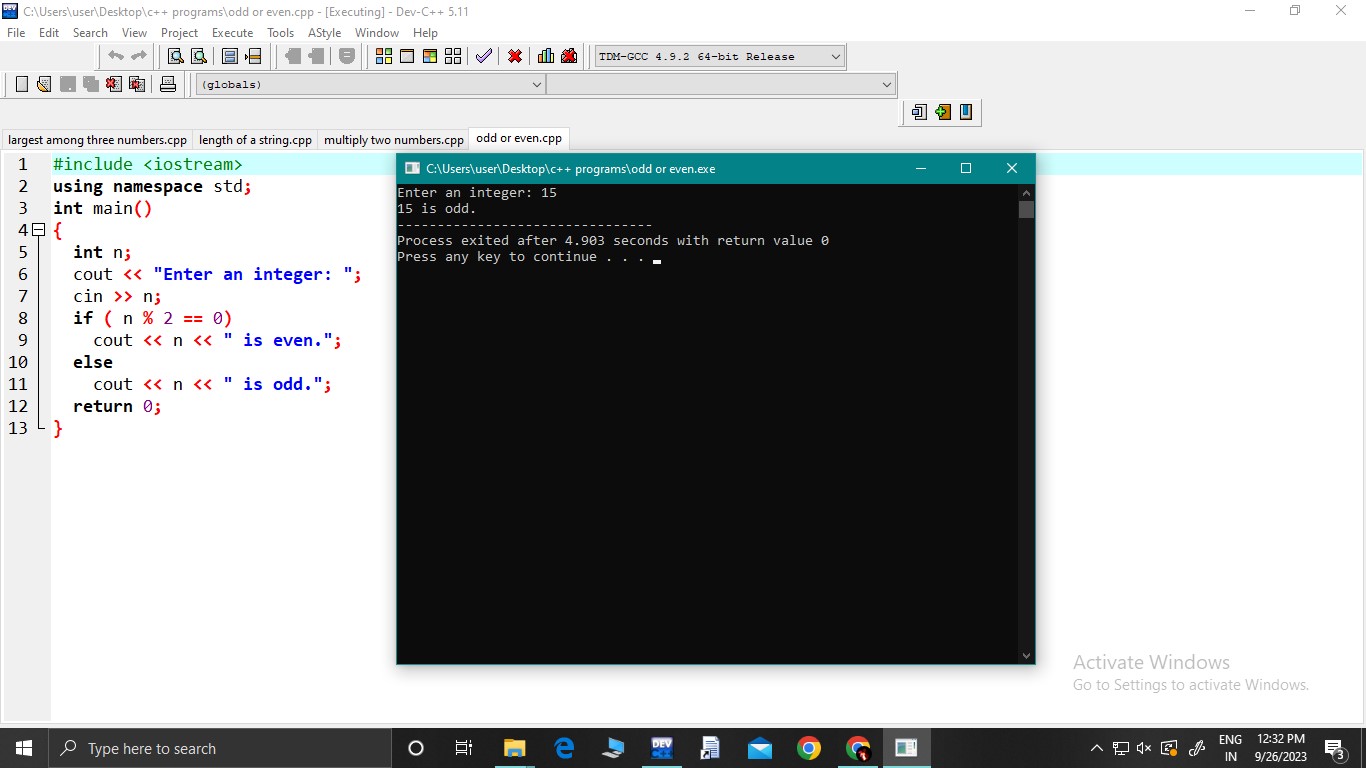 C:\Users\user\Desktop\c++ programs\odd or even.cpp - [Executing] - Dev-C++ 5.11
File Edit Search View Project Execute Tools AStyle Window Help
TDM-GCC 4.9.2 64-bit Release
(globals)
largest among three numbers.cpp length of a string.cpp multiply two numbers.cpp odd or even.cpp
1 #include <iostream>
2 using namespace std;
3 int main()
4 {
5 int n;
6 cout << "Enter an integer: ";
7 cin >> n;
8 if ( n % 2 == 0)
9 cout << n << " is even.";
10 else
11 cout << n << " is odd.";
12 return 0;
13 }
C:\Users\user\Desktop\c++ programs\odd or even.exe
Enter an integer: 15
15 is odd.
--------------------------------
Process exited after 4.903 seconds with return value 0
Press any key to continue . . .
Activate Windows
Go to Settings to activate Windows.
Type here to search
DEV
ENG
IN
12:32 PM
9/26/2023
3